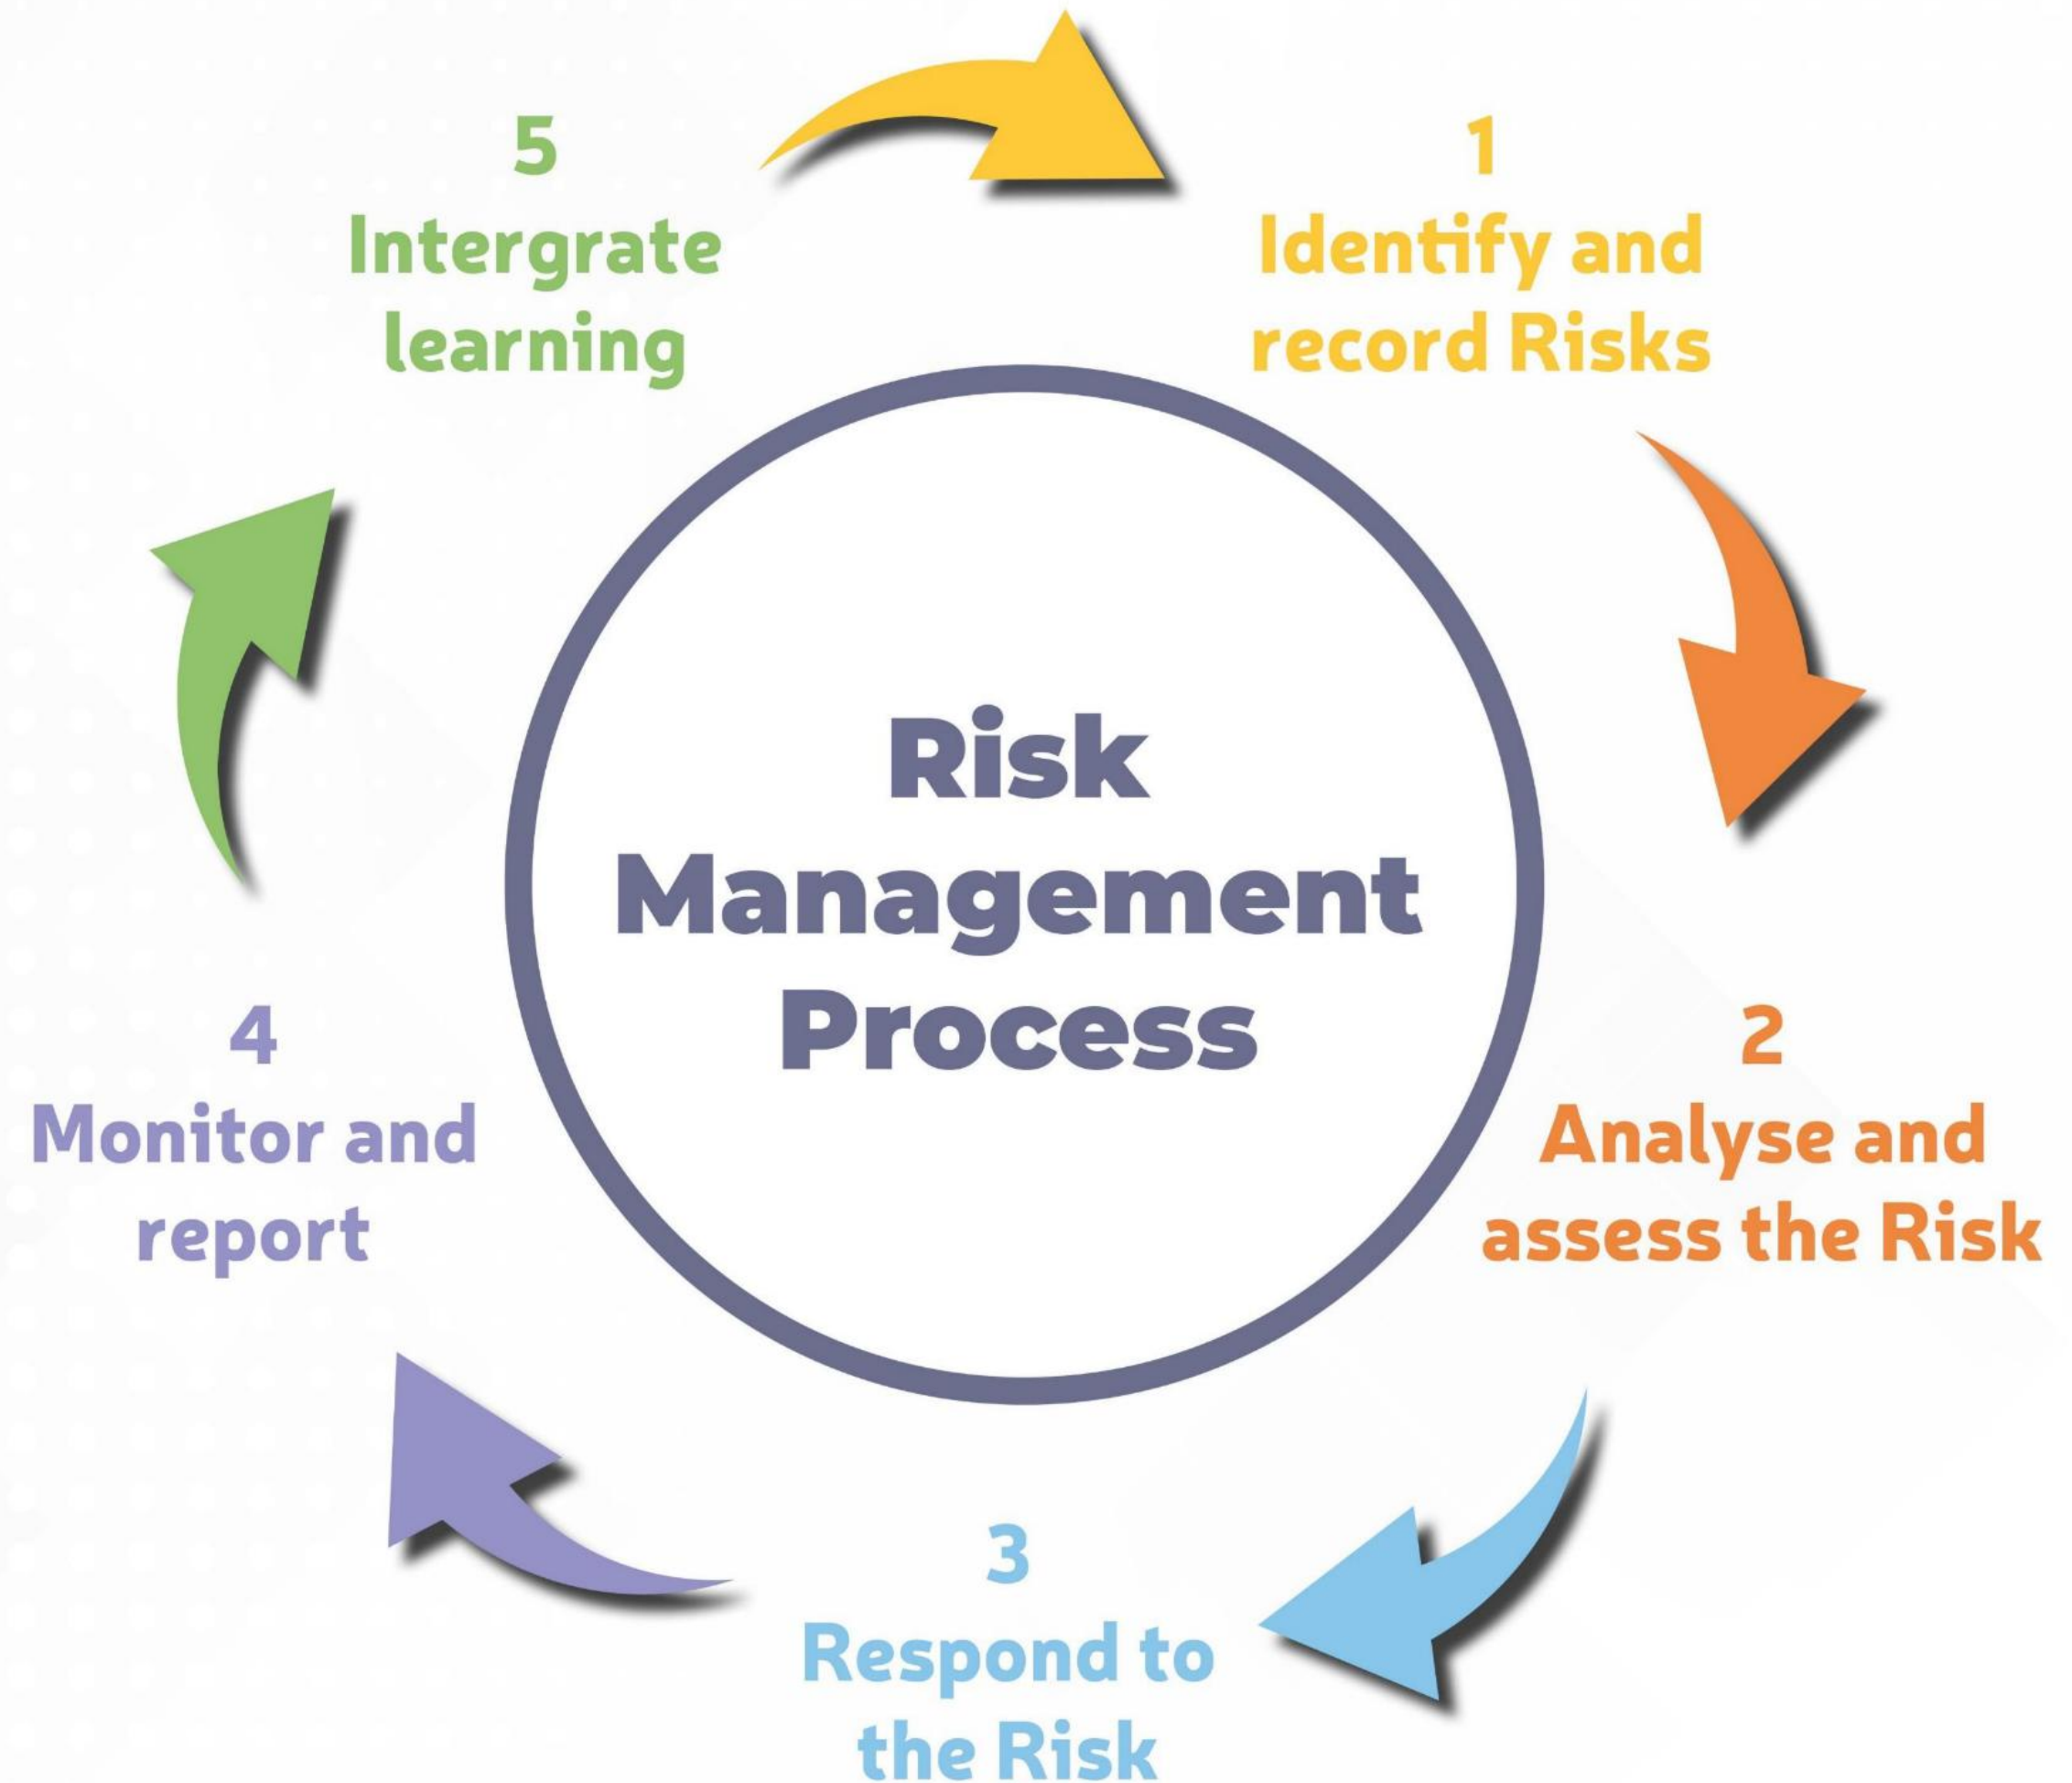 Risk
Management
Process
1
Identify and
record Risks
2
Analyse and
assess the Risk
3
Respond to
the Risk
4
Monitor and
report
5
Intergrate
learning